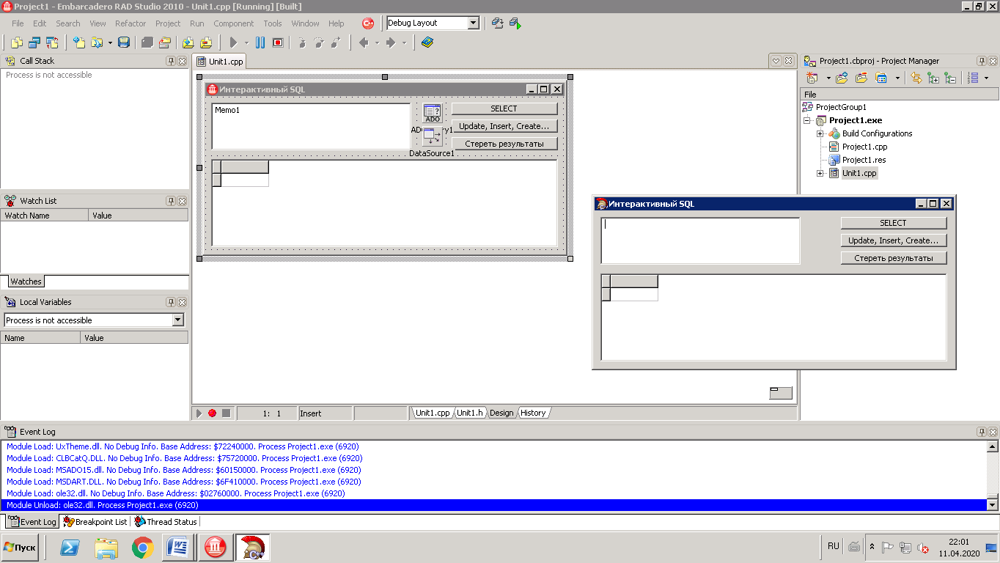 Project1 - Embarcadero RAD Studio 2010 - Unit1.cpp [Running] [Built]
File Edit Search View Refactor Project Run Component Tools Window Help
Debug Layout
Call Stack
Process is not accessible
Unit1.cpp
Интерактивный SQL
Memo1
ADO
SELECT
Update, Insert, Create...
Стереть результаты
DataSource1
Project1.cbproj - Project Manager
File
ProjectGroup1
Project1.exe
Build Configurations
Project1.cpp
Project1.res
Unit1.cpp
Watch List
Watch Name Value
Watches
Интерактивный SQL
SELECT
Update, Insert, Create...
Стереть результаты
Local Variables
Process is not accessible
Name Value
1: 1 Insert
Unit1.cpp Unit1.h Design History
Event Log
Module Load: UxTheme.dll. No Debug Info. Base Address: $72240000. Process Project1.exe (6920)
Module Load: CLBCatQ.DLL. No Debug Info. Base Address: $75720000. Process Project1.exe (6920)
Module Load: MSADO15.dll. No Debug Info. Base Address: $60150000. Process Project1.exe (6920)
Module Load: MSDART.DLL. No Debug Info. Base Address: $6F410000. Process Project1.exe (6920)
Module Load: ole32.dll. No Debug Info. Base Address: $02760000. Process Project1.exe (6920)
Module Unload: ole32.dll. Process Project1.exe (6920)
Event Log Breakpoint List Thread Status
Пуск
RU
22:01
11.04.2020